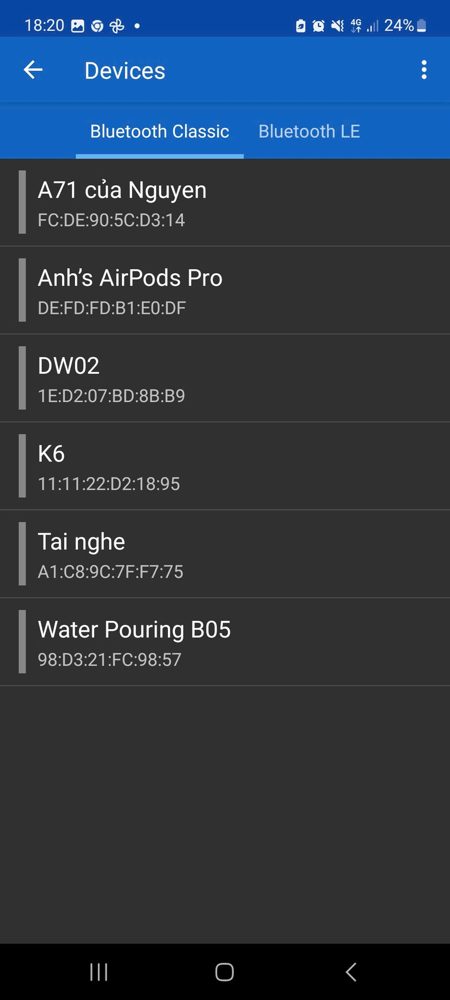 18:20
4G
24%
Devices
Bluetooth Classic
Bluetooth LE
A71 của Nguyen
FC:DE:90:5C:D3:14
Anh’s AirPods Pro
DE:FD:FD:B1:E0:DF
DW02
1E:D2:07:BD:8B:B9
K6
11:11:22:D2:18:95
Tai nghe
A1:C8:9C:7F:F7:75
Water Pouring B05
98:D3:21:FC:98:57